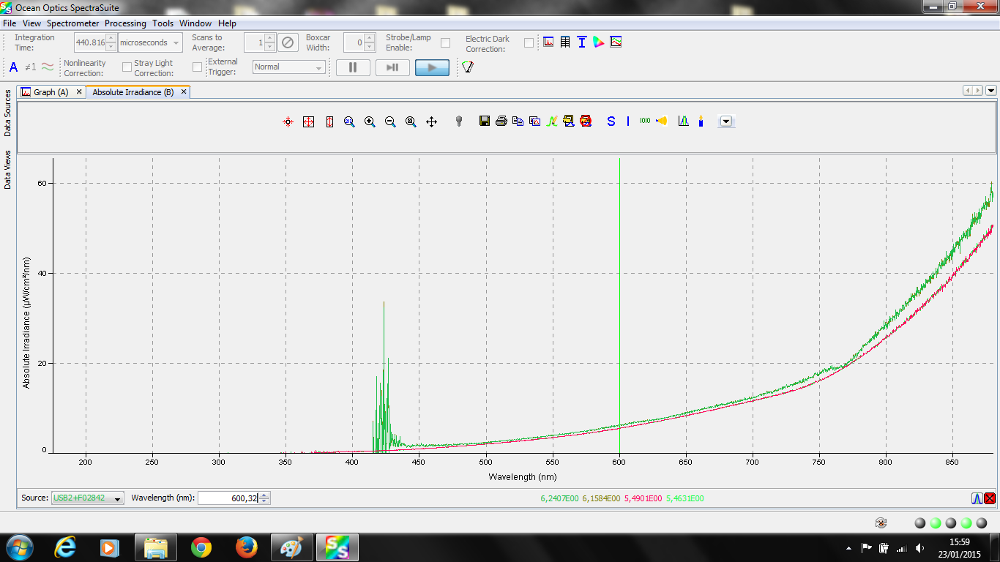 Ocean Optics SpectraSuite
File View Spectrometer Processing Tools Window Help
Integration Time: 440.816 microseconds Scans to Average: 1 Boxcar Width: 0 Strobe/Lamp Enable: Electric Dark Correction:
A ≠1 Nonlinearity Correction: Stray Light Correction: External Trigger: Normal
Graph (A) Absolute Irradiance (B)
Data Sources
Data Views
S I 1010
Absolute Irradiance (µW/cm²/nm)
60
40
20
0
200 250 300 350 400 450 500 550 600 650 700 750 800 850
Wavelength (nm)
Source: USB2+F02842 Wavelength (nm): 600,32 6,2407E00 6,1584E00 5,4901E00 5,4631E00
15:59
23/01/2015